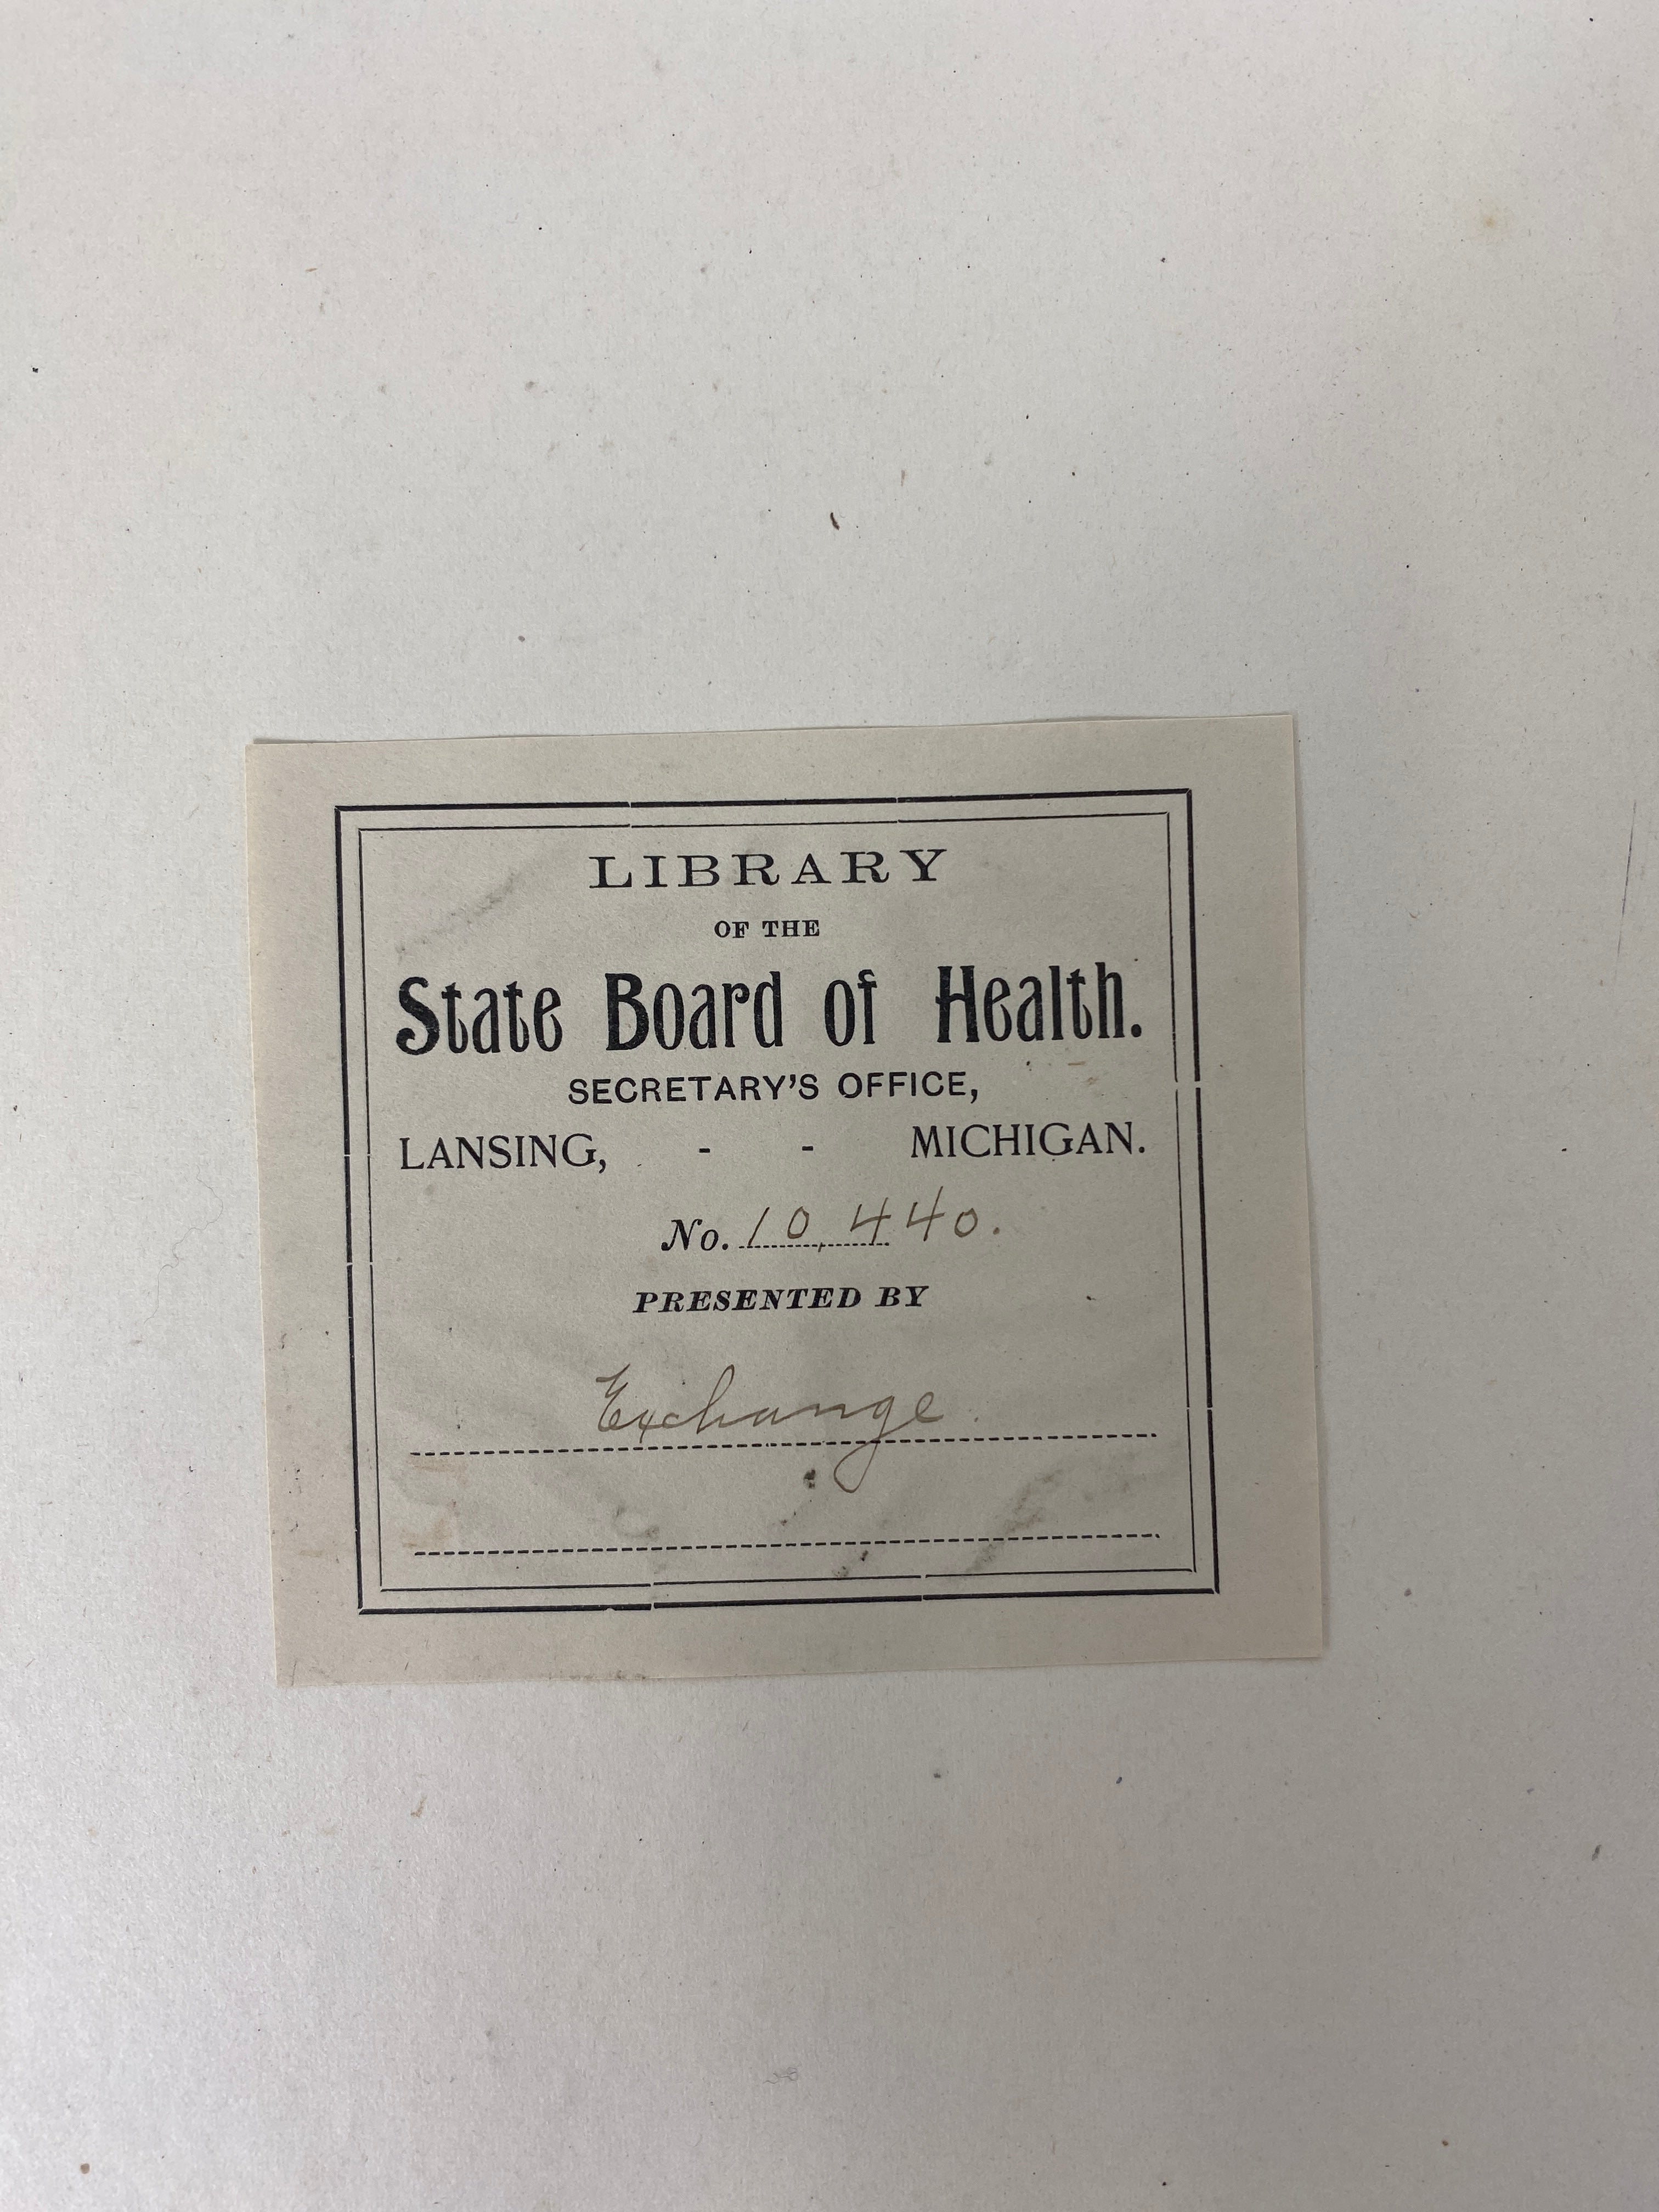 LIBRARY
OF THE
State Board of Health.
SECRETARY'S OFFICE,
LANSING, - - MICHIGAN.
No. 10,440.
PRESENTED BY
Exchange.